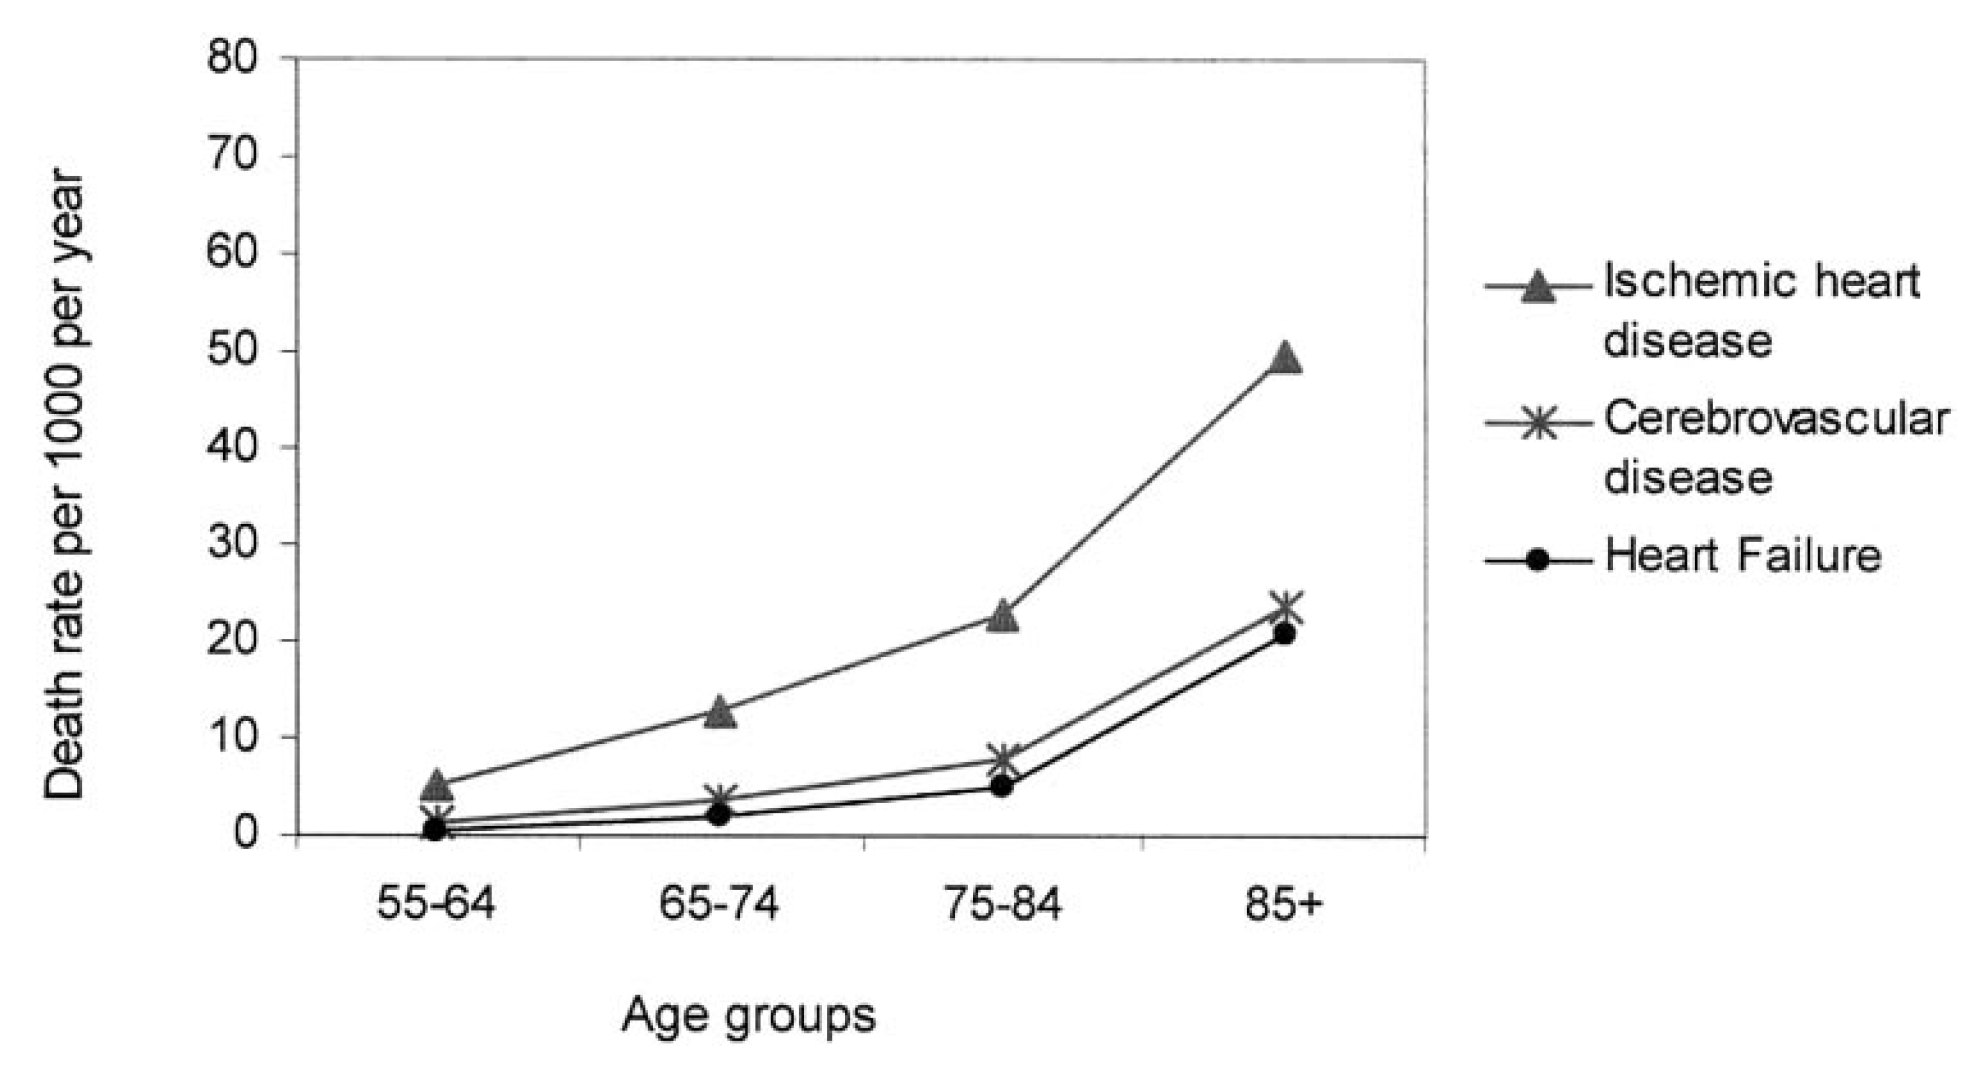 Death rate per 1000 per year
80
70
60
50
40
30
20
10
0
55-64 65-74 75-84 85+
Age groups
Ischemic heart
disease
Cerebrovascular
disease
Heart Failure